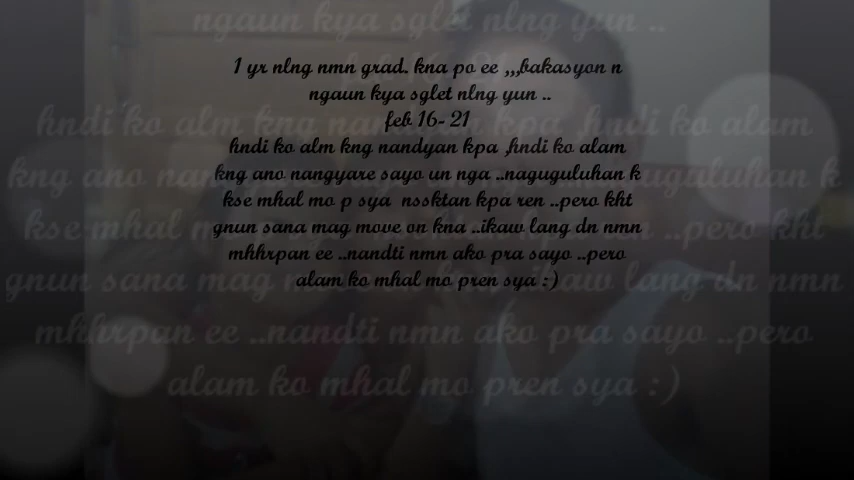 1 yr nlng nmn grad. kna po ee ,,,bakasyon n
ngaun kya sglet nlng yun ..
feb 16- 21
hndi ko alm kng nandyan kpa ,hndi ko alam
kng ano nangyare sayo un nga ..naguguluhan k
kse mhal mo p sya  nssktan kpa ren ..pero kht
gnun sana mag move on kna ..ikaw lang dn nmn
mhhrpan ee ..nandti nmn ako pra sayo ..pero
alam ko mhal mo pren sya :)